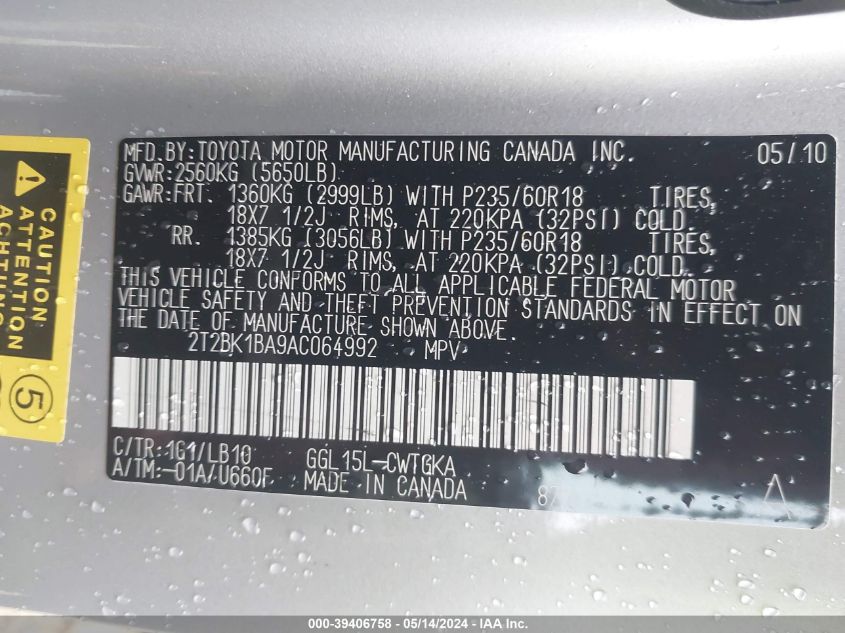 MFD.BY:TOYOTA MOTOR MANUFACTURING CANADA INC. 05/10
GVWR:2560KG (5650LB)
GAWR:FRT. 1360KG (2999LB) WITH P235/60R18 TIRES,
18X7 1/2J RIMS, AT 220KPA (32PSI) COLD.
RR. 1385KG (3056LB) WITH P235/60R18 TIRES,
18X7 1/2J RIMS, AT 220KPA (32PSI) COLD.
THIS VEHICLE CONFORMS TO ALL APPLICABLE FEDERAL MOTOR
VEHICLE SAFETY AND THEFT PREVENTION STANDARDS IN EFFECT ON
THE DATE OF MANUFACTURE SHOWN ABOVE.
2T2BK1BA9AC064992 MPV
C/TR:1G1/LB10 GGL15L-CWTGKA
A/TM:-01A/U660F MADE IN CANADA
CAUTION
ATTENTION
ACHTUNG
5
000-39406758 - 05/14/2024 - IAA Inc.